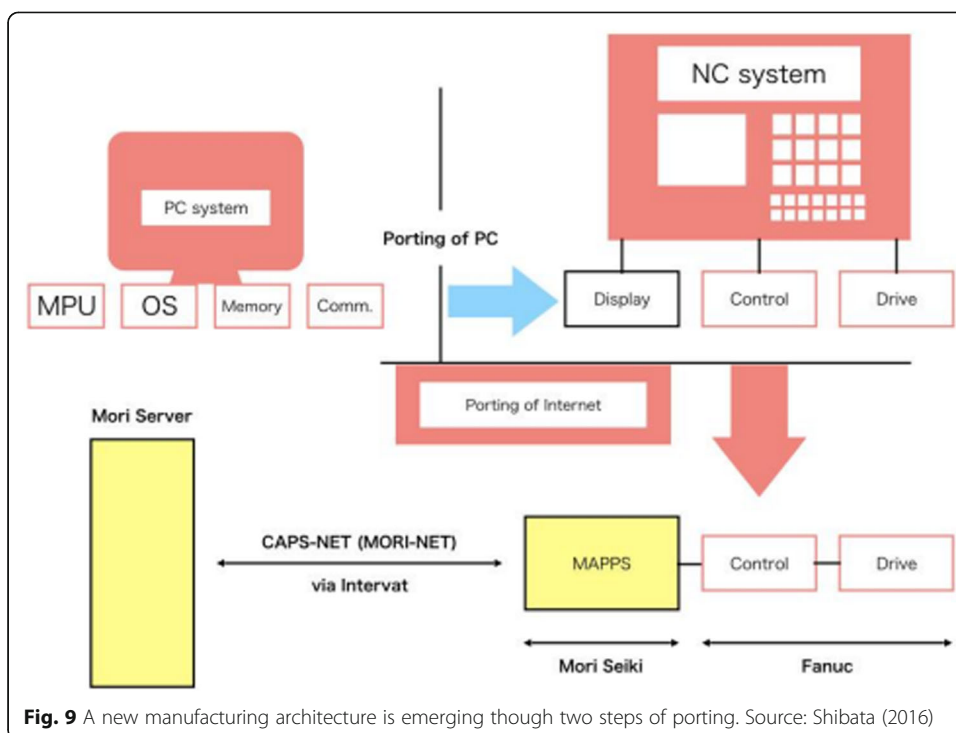 NC system
PC system
Porting of PC
MPU
OS
Memory
Comm.
Display
Control
Drive
Porting of Internet
Mori Server
CAPS-NET (MORI-NET)
via Intervat
MAPPS
Control
Drive
Mori Seiki
Fanuc
Fig. 9 A new manufacturing architecture is emerging though two steps of porting. Source: Shibata (2016)